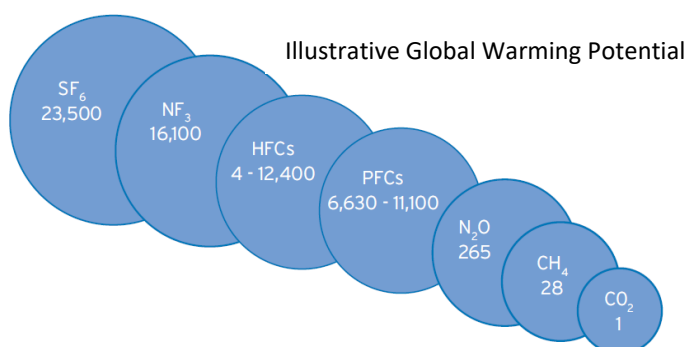 Illustrative Global Warming Potential
SF₆
23,500
NF₃
16,100
HFCs
4 - 12,400
PFCs
6,630 - 11,100
N₂O
265
CH₄
28
CO₂
1